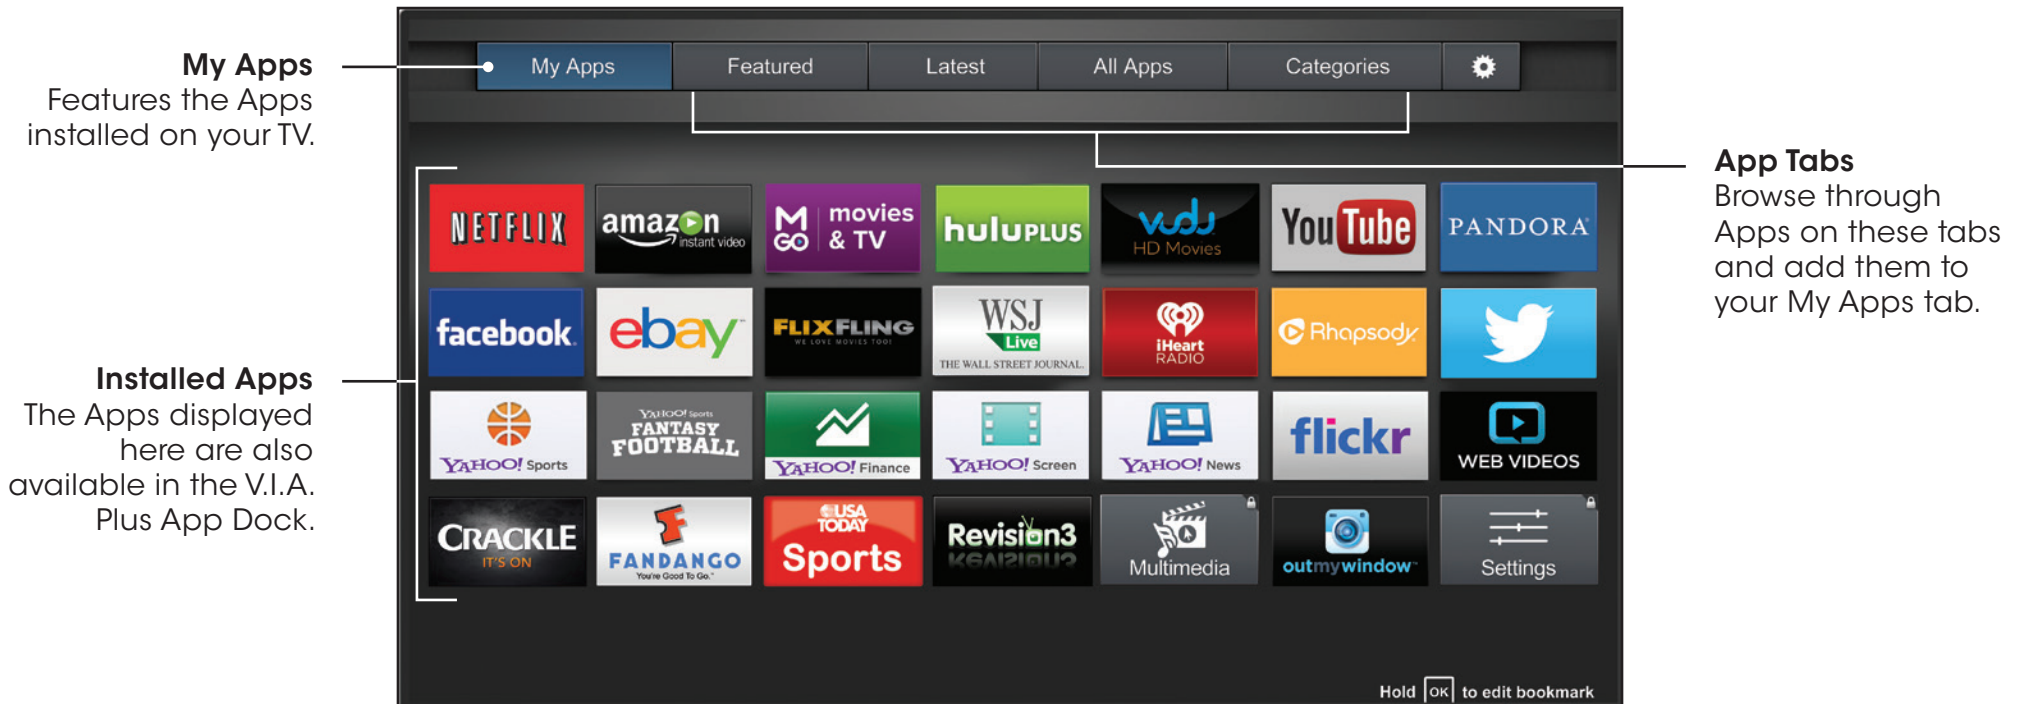 My Apps
Features the Apps
installed on your TV.
Installed Apps
The Apps displayed
here are also
available in the V.I.A.
Plus App Dock.
My Apps Featured Latest All Apps Categories
NETFLIX
amazon
instant video
M GO movies & TV
huluPLUS
vudu
HD Movies
YouTube
PANDORA
facebook
ebay
FLIXFLING
WE LOVE MOVIES TOO!
WSJ
Live
THE WALL STREET JOURNAL.
iHeart
RADIO
Rhapsody
YAHOO! Sports
YAHOO! Sports
FANTASY
FOOTBALL
YAHOO! Finance
YAHOO! Screen
YAHOO! News
flickr
WEB VIDEOS
CRACKLE
IT'S ON
FANDANGO
You're Good To Go.™
USA
TODAY
Sports
Revision3
Multimedia
outmywindow
Settings
Hold OK to edit bookmark
App Tabs
Browse through
Apps on these tabs
and add them to
your My Apps tab.